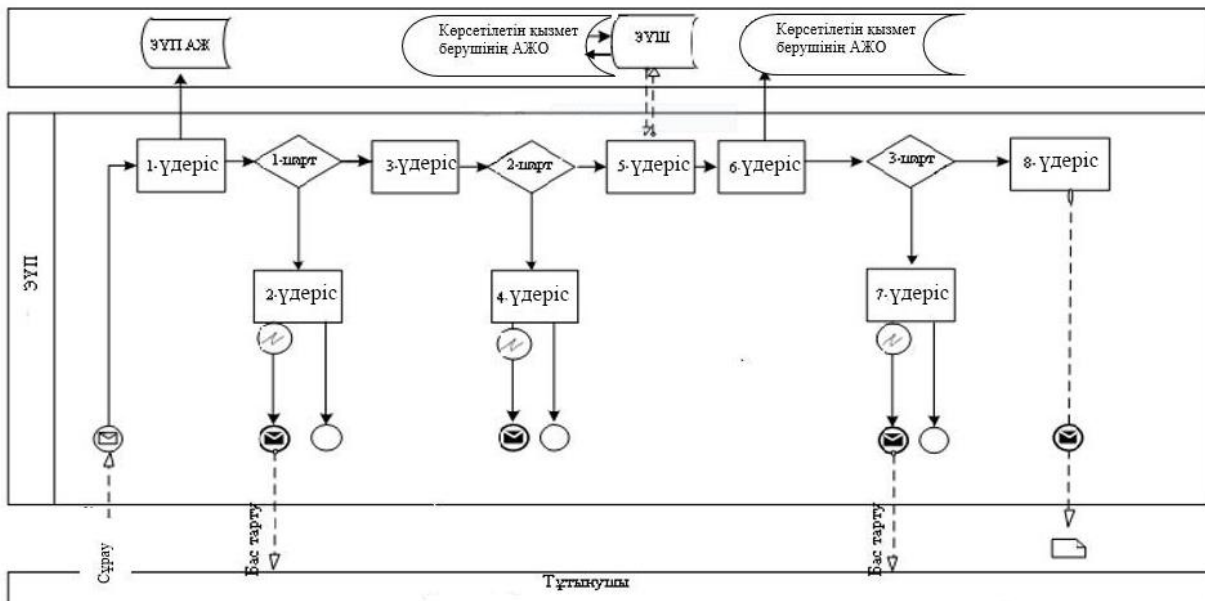 ЭҮП АЖ
Көрсетілетін қызмет
берушінің АЖО
ЭҮШ
Көрсетілетін қызмет
берушінің АЖО
ЭҮП
1-үдеріс
1-шарт
3-үдеріс
2-шарт
5-үдеріс
6-үдеріс
3-шарт
8-үдеріс
2-үдеріс
4-үдеріс
7-үдеріс
Сұрау
Бас тарту
Бас тарту
Тұтынушы